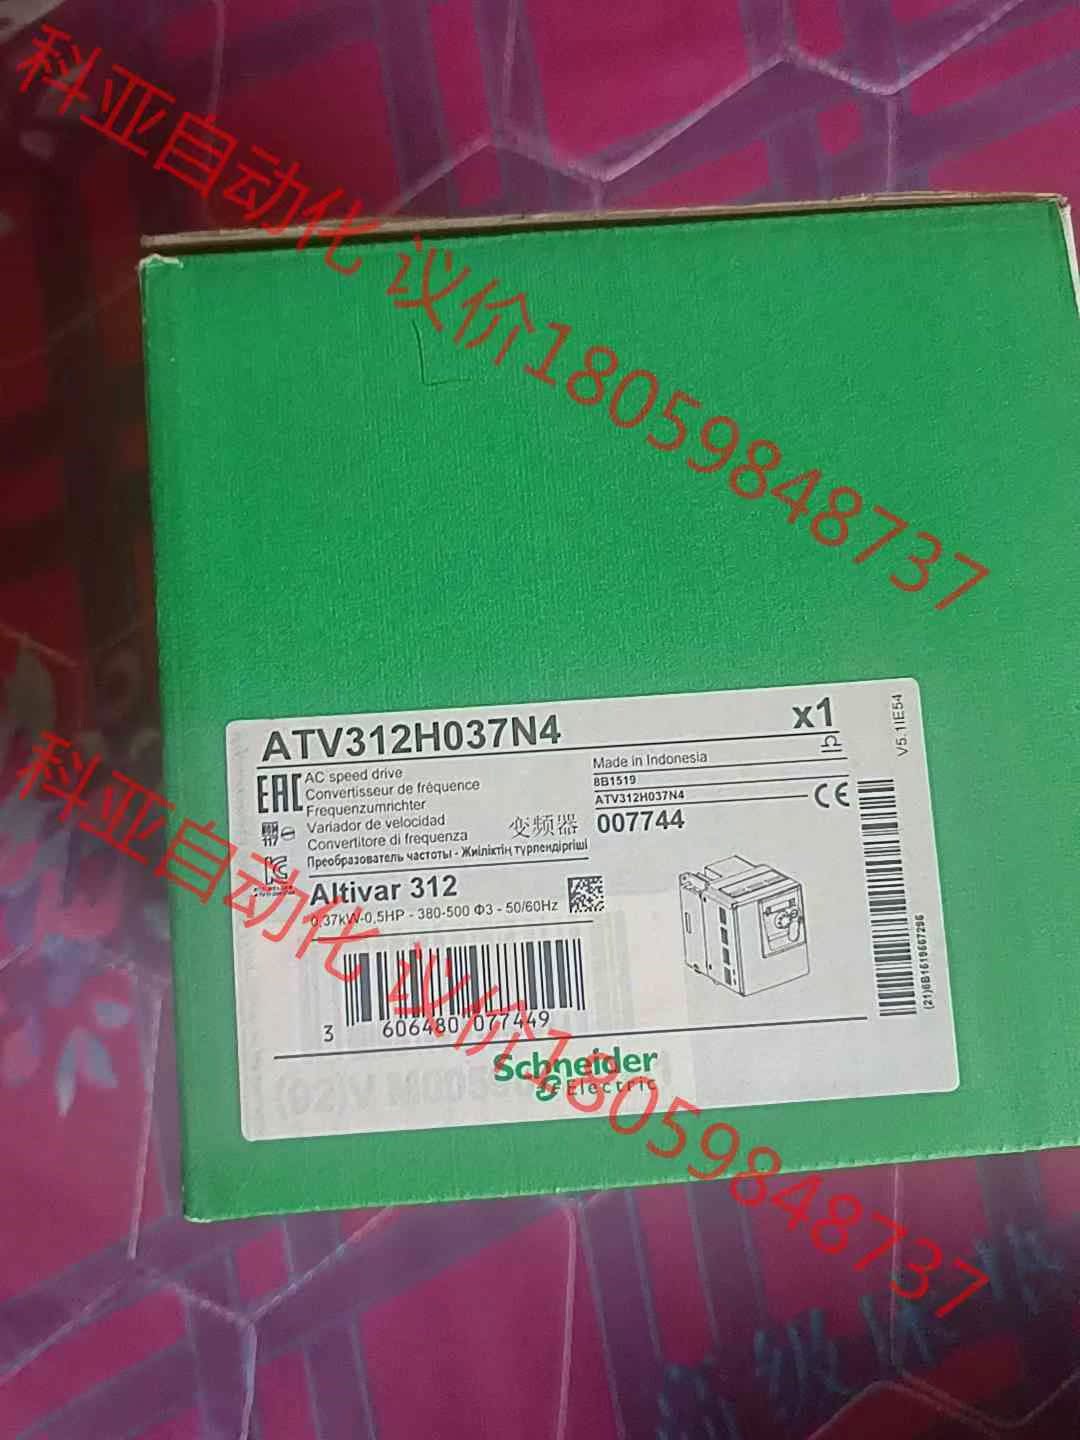 科亚自动化 议价18059848737
ATV312H037N4
x1
V5.1IE54
EAC
AC speed drive
Convertisseur de fréquence
Frequenzumrichter
Variador de velocidad
Convertitore di frequenza
变频器
Преобразователь частоты - Жиіліктің түрлендіргіші
117
Made in Indonesia
8B1519
ATV312H037N4
CE
007744
Altivar 312
0,37kW-0,5HP - 380-500 Φ3 - 50/60Hz
3 606480 077449
Schneider
Electric
科亚自动化 议价18059848737